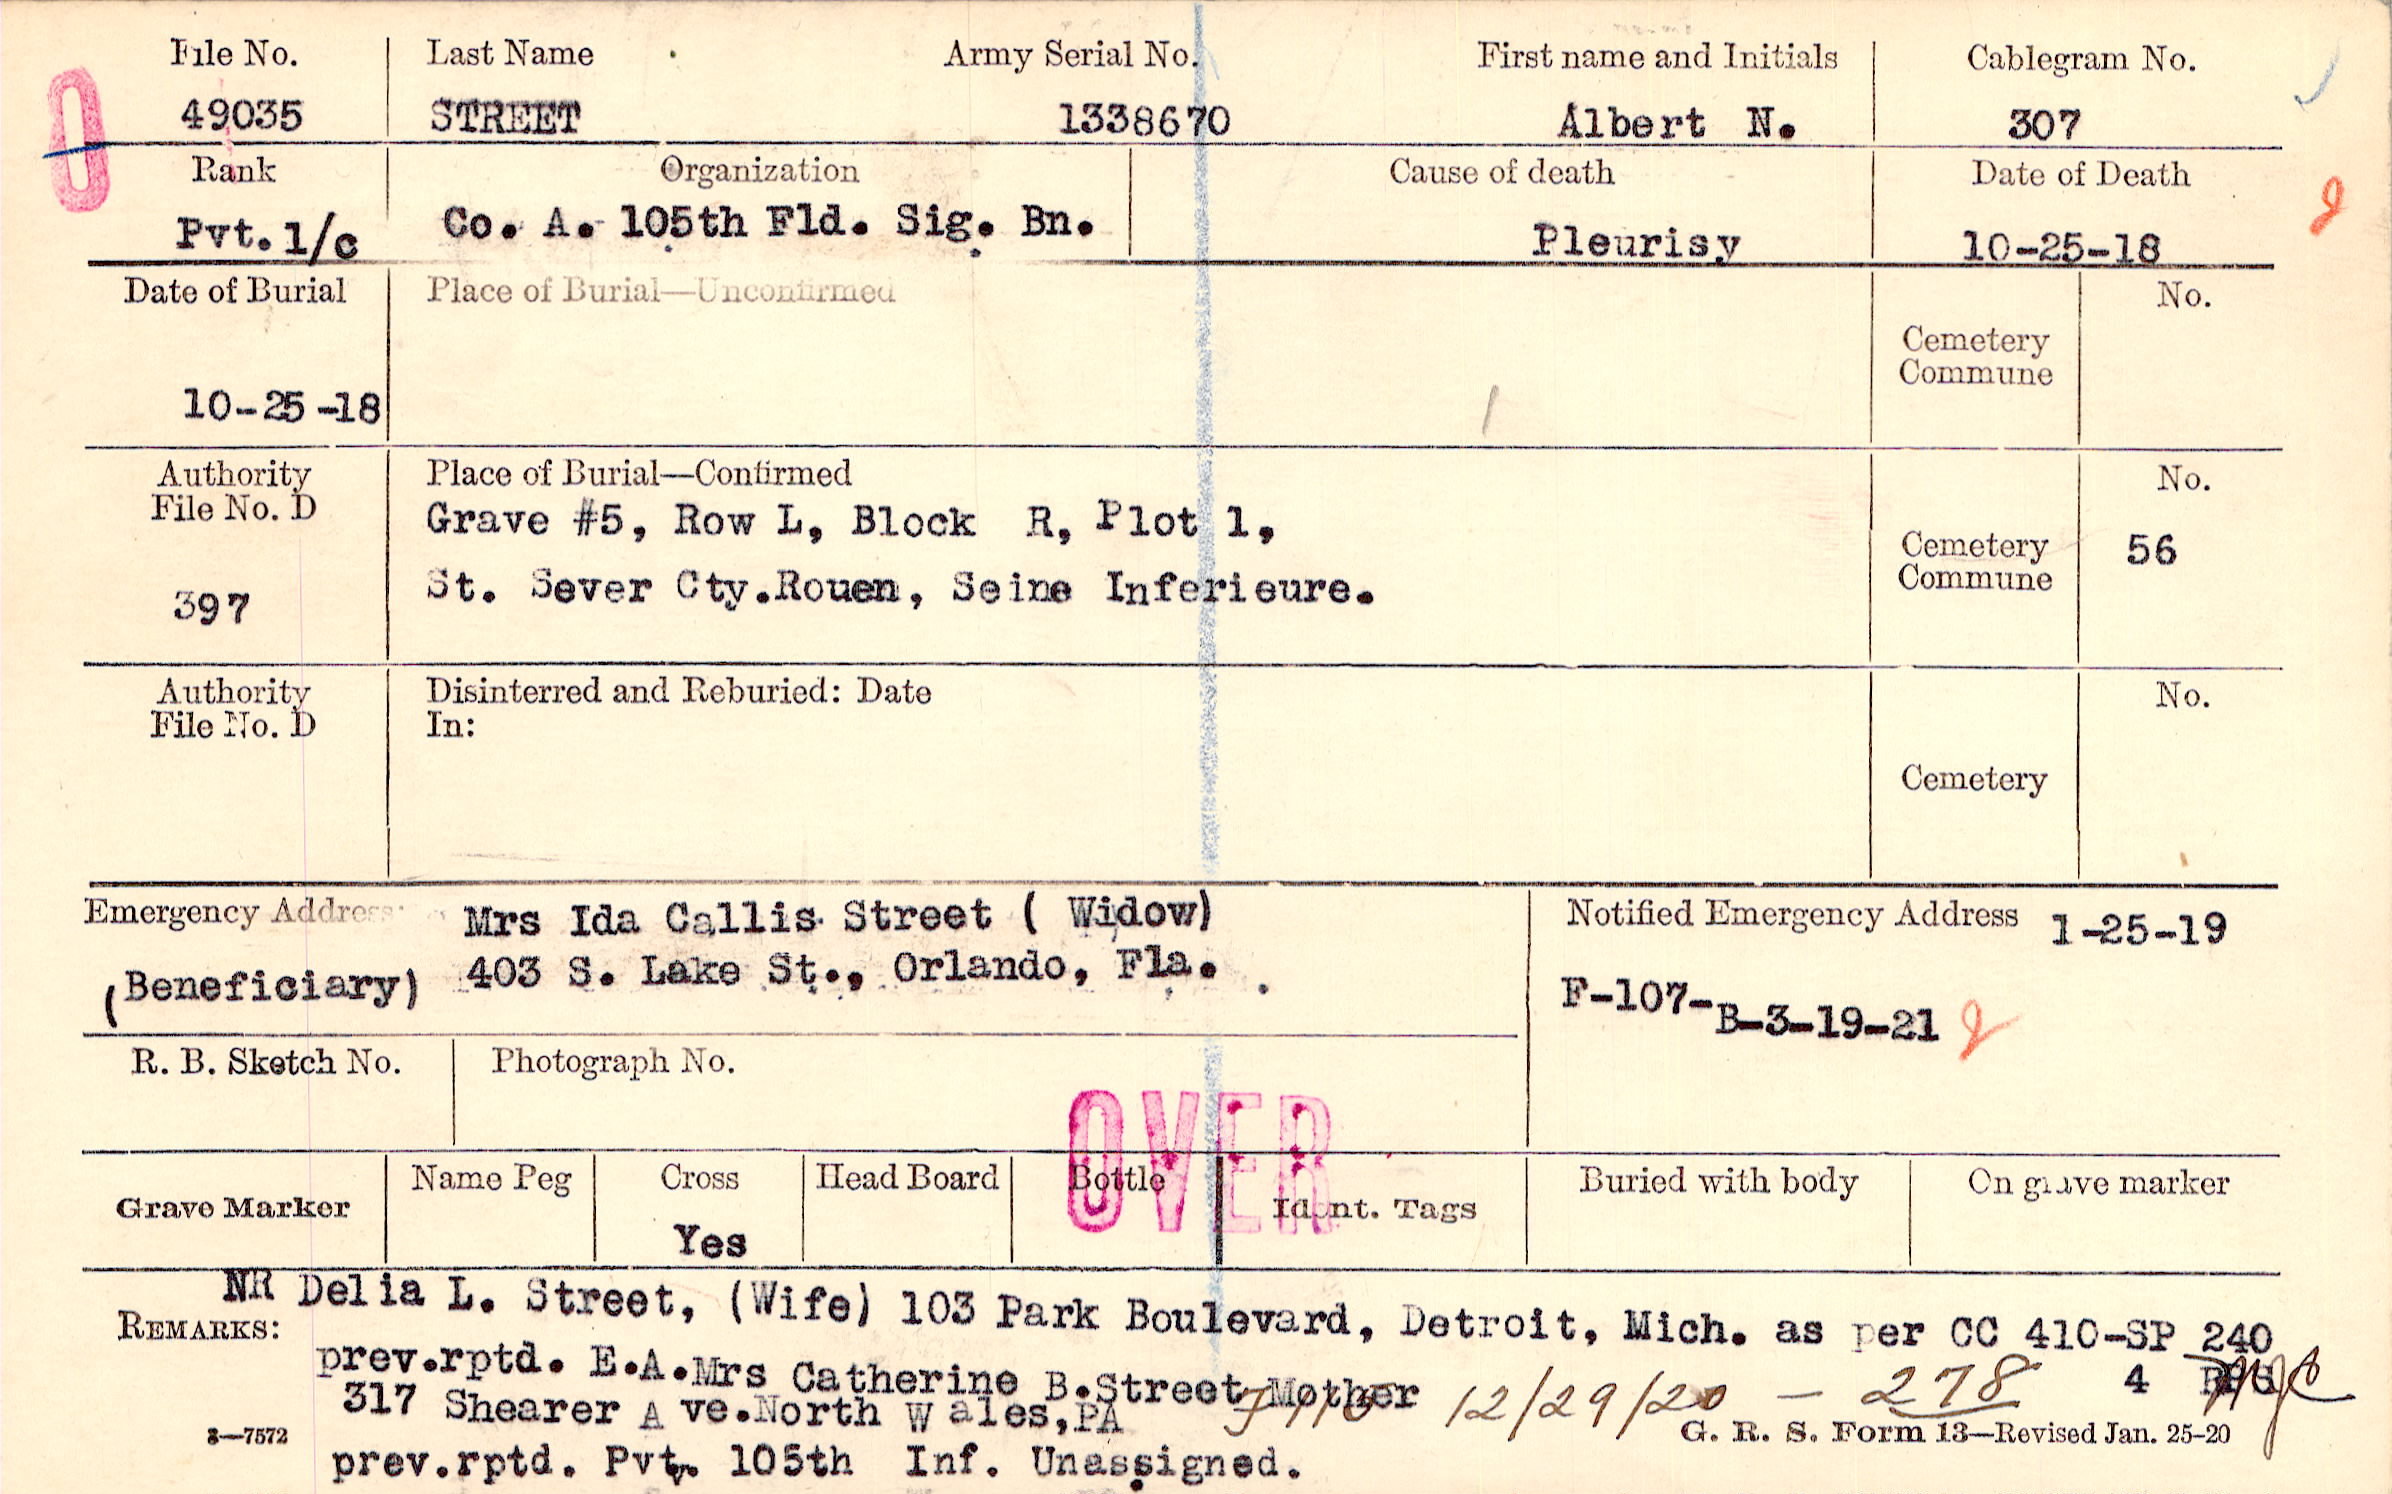 File No. Last Name Army Serial No. First name and Initials Cablegram No.
49035 STREET 1338670 Albert N. 307
Rank Organization Cause of death Date of Death
Pvt. 1/c Co. A. 105th Fld. Sig. Bn. Pleurisy 10-25-18
Date of Burial Place of Burial—Unconfirmed No.
Cemetery
Commune
10-25-18
Authority Place of Burial—Confirmed No.
File No. D Grave #5, Row L, Block R, Plot 1,
Cemetery 56
Commune
397 St. Sever Cty.Rouen, Seine Inferieure.
Authority Disinterred and Reburied: Date No.
File No. D In:
Cemetery
Emergency Address: Mrs Ida Callis Street ( Widow) Notified Emergency Address 1-25-19
(Beneficiary) 403 S. Lake St., Orlando, Fla. F-107-B-3-19-21
R. B. Sketch No. Photograph No.
OVER
Grave Marker Name Peg Cross Head Board Bottle Ident. Tags Buried with body On grave marker
Yes
NR Delia L. Street, (Wife) 103 Park Boulevard, Detroit, Mich. as per CC 410-SP 240
REMARKS:
prev.rptd. E.A.Mrs Catherine B.Street Mother 4
317 Shearer A ve.North W ales,PA 12/29/20 — 278
3—7572 G. R. S. Form 13—Revised Jan. 25-20
prev.rptd. Pvt. 105th Inf. Unassigned.